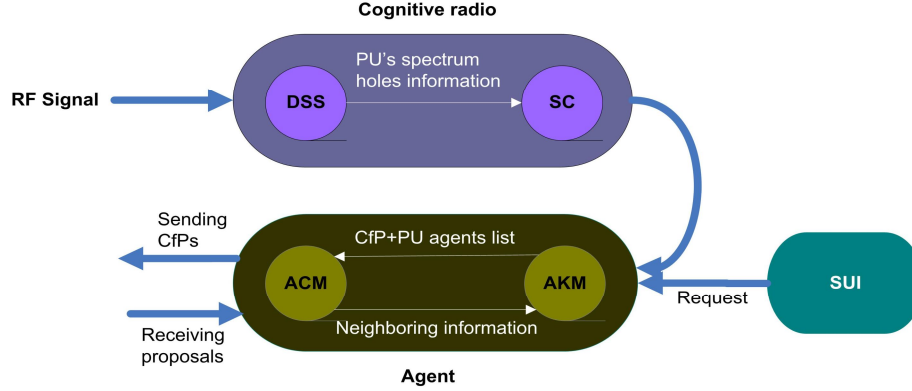 Cognitive radio
PU's spectrum
holes information
RF Signal
DSS
SC
Sending
CfPs
CfP+PU agents list
ACM
AKM
SUI
Request
Neighboring information
Receiving
proposals
Agent